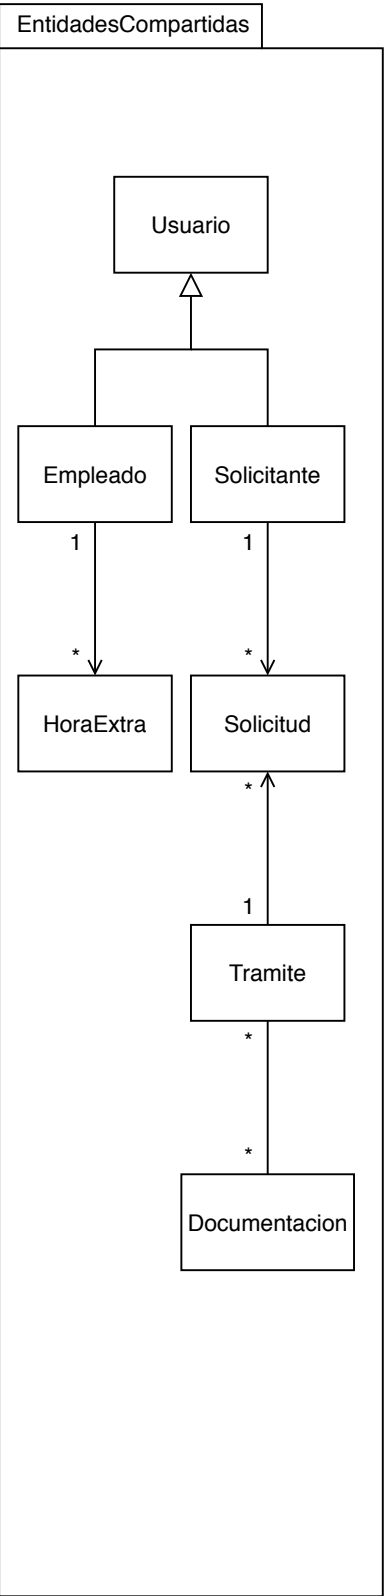 EntidadesCompartidas
Usuario
Empleado
Solicitante
1
1
*
*
HoraExtra
Solicitud
*
1
Tramite
*
*
Documentacion